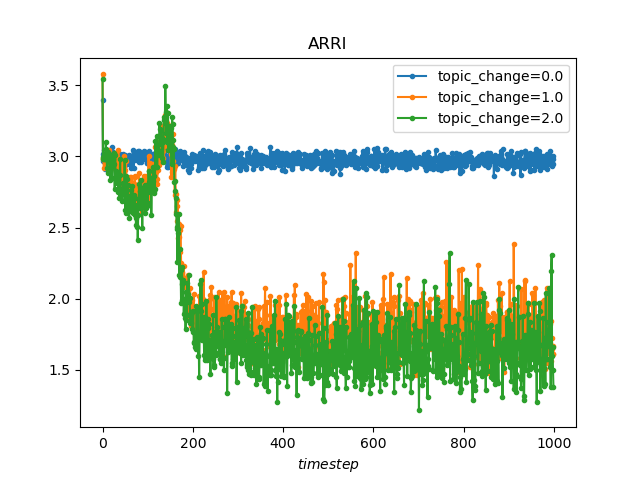 ARRI
topic_change=0.0
topic_change=1.0
topic_change=2.0
3.5
3.0
2.5
2.0
1.5
0 200 400 600 800 1000
timestep